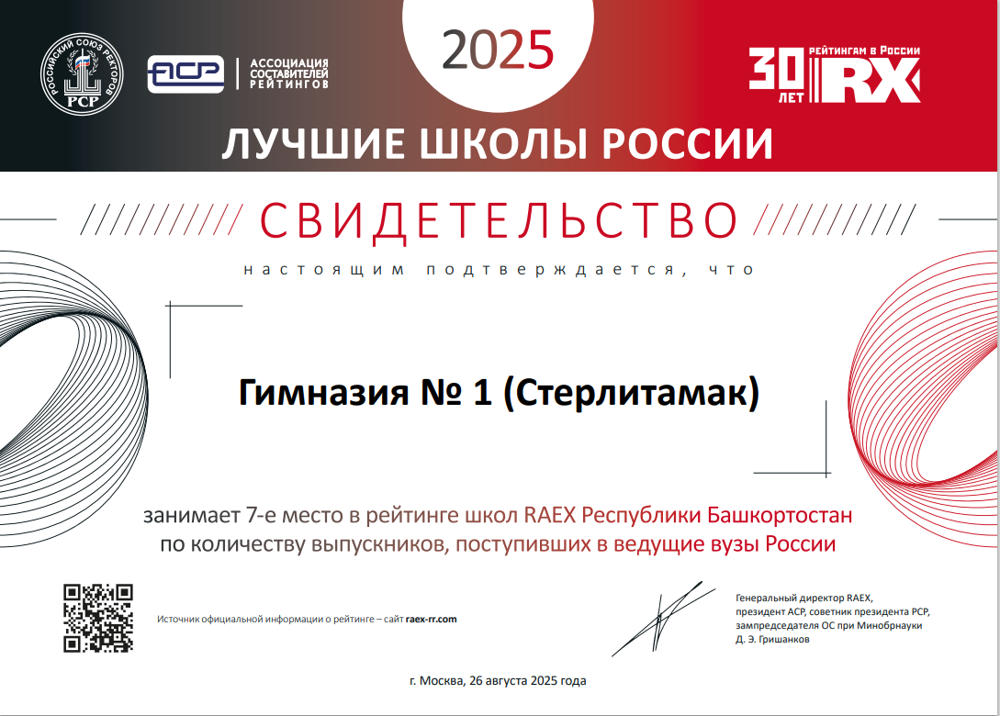 2025
РОССИЙСКИЙ СОЮЗ РЕКТОРОВ
РСР
АСР
АССОЦИАЦИЯ
СОСТАВИТЕЛЕЙ
РЕЙТИНГОВ
30
ЛЕТ
РЕЙТИНГАМ В РОССИИ
RX
ЛУЧШИЕ ШКОЛЫ РОССИИ
СВИДЕТЕЛЬСТВО
настоящим подтверждается, что
Гимназия № 1 (Стерлитамак)
занимает 7-е место в рейтинге школ RAEX Республики Башкортостан
по количеству выпускников, поступивших в ведущие вузы России
Источник официальной информации о рейтинге – сайт raex-rr.com
Генеральный директор RAEX,
президент АСР, советник президента РСР,
зампредседателя ОС при Минобрнауки
Д. Э. Гришанков
г. Москва, 26 августа 2025 года